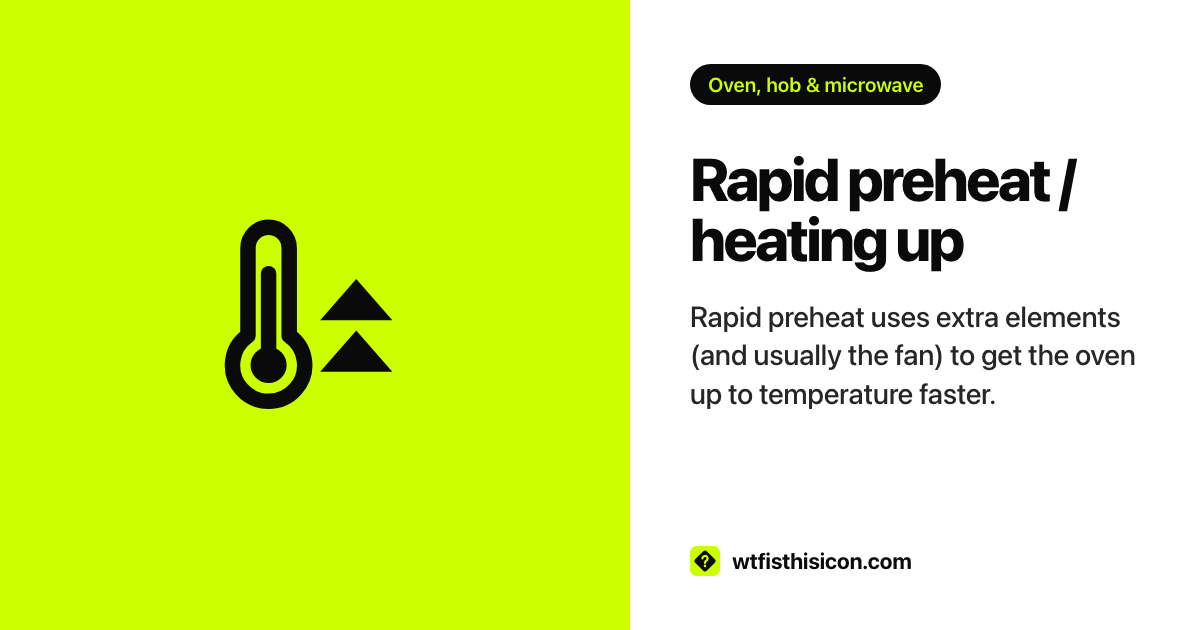 Oven, hob & microwave
Rapid preheat /
heating up
Rapid preheat uses extra elements
(and usually the fan) to get the oven
up to temperature faster.
?
wtfisthisicon.com